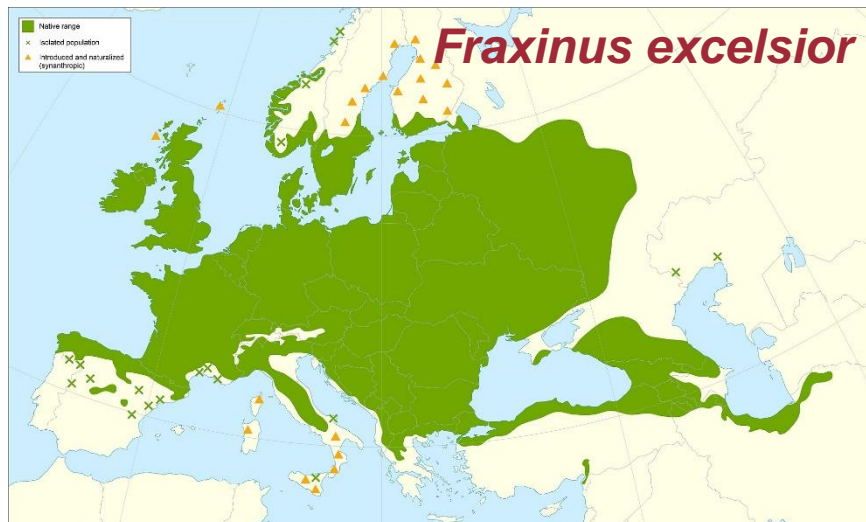 Native range
Isolated population
Introduced and naturalized
(synanthropic)
Fraxinus excelsior